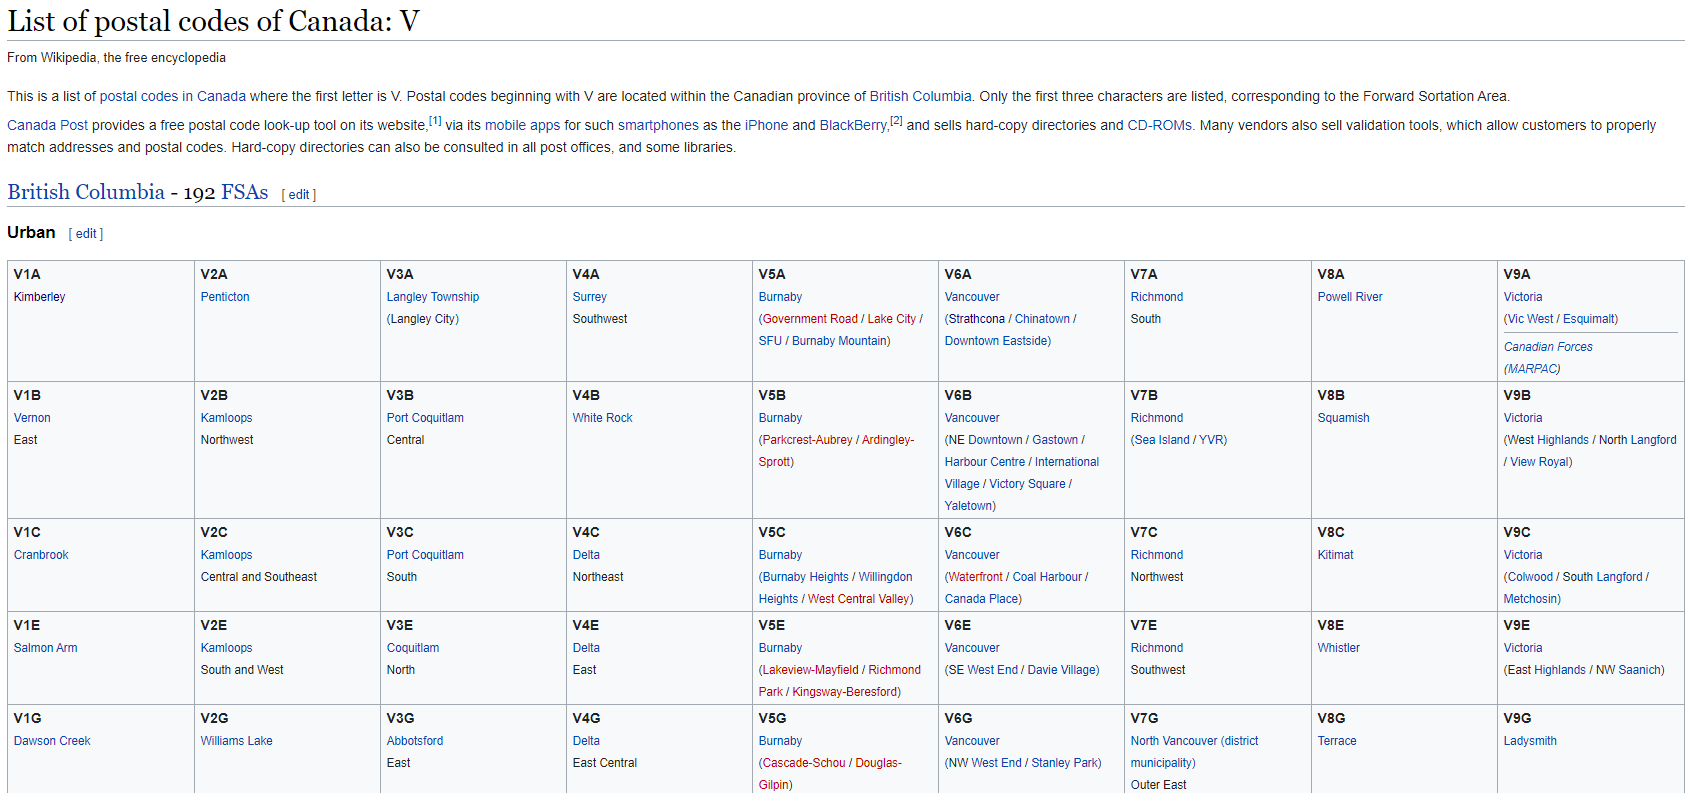 List of postal codes of Canada: V
From Wikipedia, the free encyclopedia
This is a list of postal codes in Canada where the first letter is V. Postal codes beginning with V are located within the Canadian province of British Columbia. Only the first three characters are listed, corresponding to the Forward Sortation Area.
Canada Post provides a free postal code look-up tool on its website,[1] via its mobile apps for such smartphones as the iPhone and BlackBerry,[2] and sells hard-copy directories and CD-ROMs. Many vendors also sell validation tools, which allow customers to properly
match addresses and postal codes. Hard-copy directories can also be consulted in all post offices, and some libraries.
British Columbia - 192 FSAs [ edit ]
Urban [ edit ]
V1A
Kimberley
V2A
Penticton
V3A
Langley Township
(Langley City)
V4A
Surrey
Southwest
V5A
Burnaby
(Government Road / Lake City /
SFU / Burnaby Mountain)
V6A
Vancouver
(Strathcona / Chinatown /
Downtown Eastside)
V7A
Richmond
South
V8A
Powell River
V9A
Victoria
(Vic West / Esquimalt)
Canadian Forces
(MARPAC)
V1B
Vernon
East
V2B
Kamloops
Northwest
V3B
Port Coquitlam
Central
V4B
White Rock
V5B
Burnaby
(Parkcrest-Aubrey / Ardingley-
Sprott)
V6B
Vancouver
(NE Downtown / Gastown /
Harbour Centre / International
Village / Victory Square /
Yaletown)
V7B
Richmond
(Sea Island / YVR)
V8B
Squamish
V9B
Victoria
(West Highlands / North Langford
/ View Royal)
V1C
Cranbrook
V2C
Kamloops
Central and Southeast
V3C
Port Coquitlam
South
V4C
Delta
Northeast
V5C
Burnaby
(Burnaby Heights / Willingdon
Heights / West Central Valley)
V6C
Vancouver
(Waterfront / Coal Harbour /
Canada Place)
V7C
Richmond
Northwest
V8C
Kitimat
V9C
Victoria
(Colwood / South Langford /
Metchosin)
V1E
Salmon Arm
V2E
Kamloops
South and West
V3E
Coquitlam
North
V4E
Delta
East
V5E
Burnaby
(Lakeview-Mayfield / Richmond
Park / Kingsway-Beresford)
V6E
Vancouver
(SE West End / Davie Village)
V7E
Richmond
Southwest
V8E
Whistler
V9E
Victoria
(East Highlands / NW Saanich)
V1G
Dawson Creek
V2G
Williams Lake
V3G
Abbotsford
East
V4G
Delta
East Central
V5G
Burnaby
(Cascade-Schou / Douglas-
Gilpin)
V6G
Vancouver
(NW West End / Stanley Park)
V7G
North Vancouver (district
municipality)
Outer East
V8G
Terrace
V9G
Ladysmith